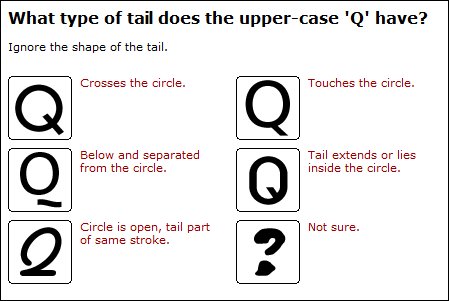 What type of tail does the upper-case 'Q' have?
Ignore the shape of the tail.
Q Crosses the circle.
Q Touches the circle.
Q Below and separated
from the circle.
Q Tail extends or lies
inside the circle.
Q Circle is open, tail part
of same stroke.
? Not sure.